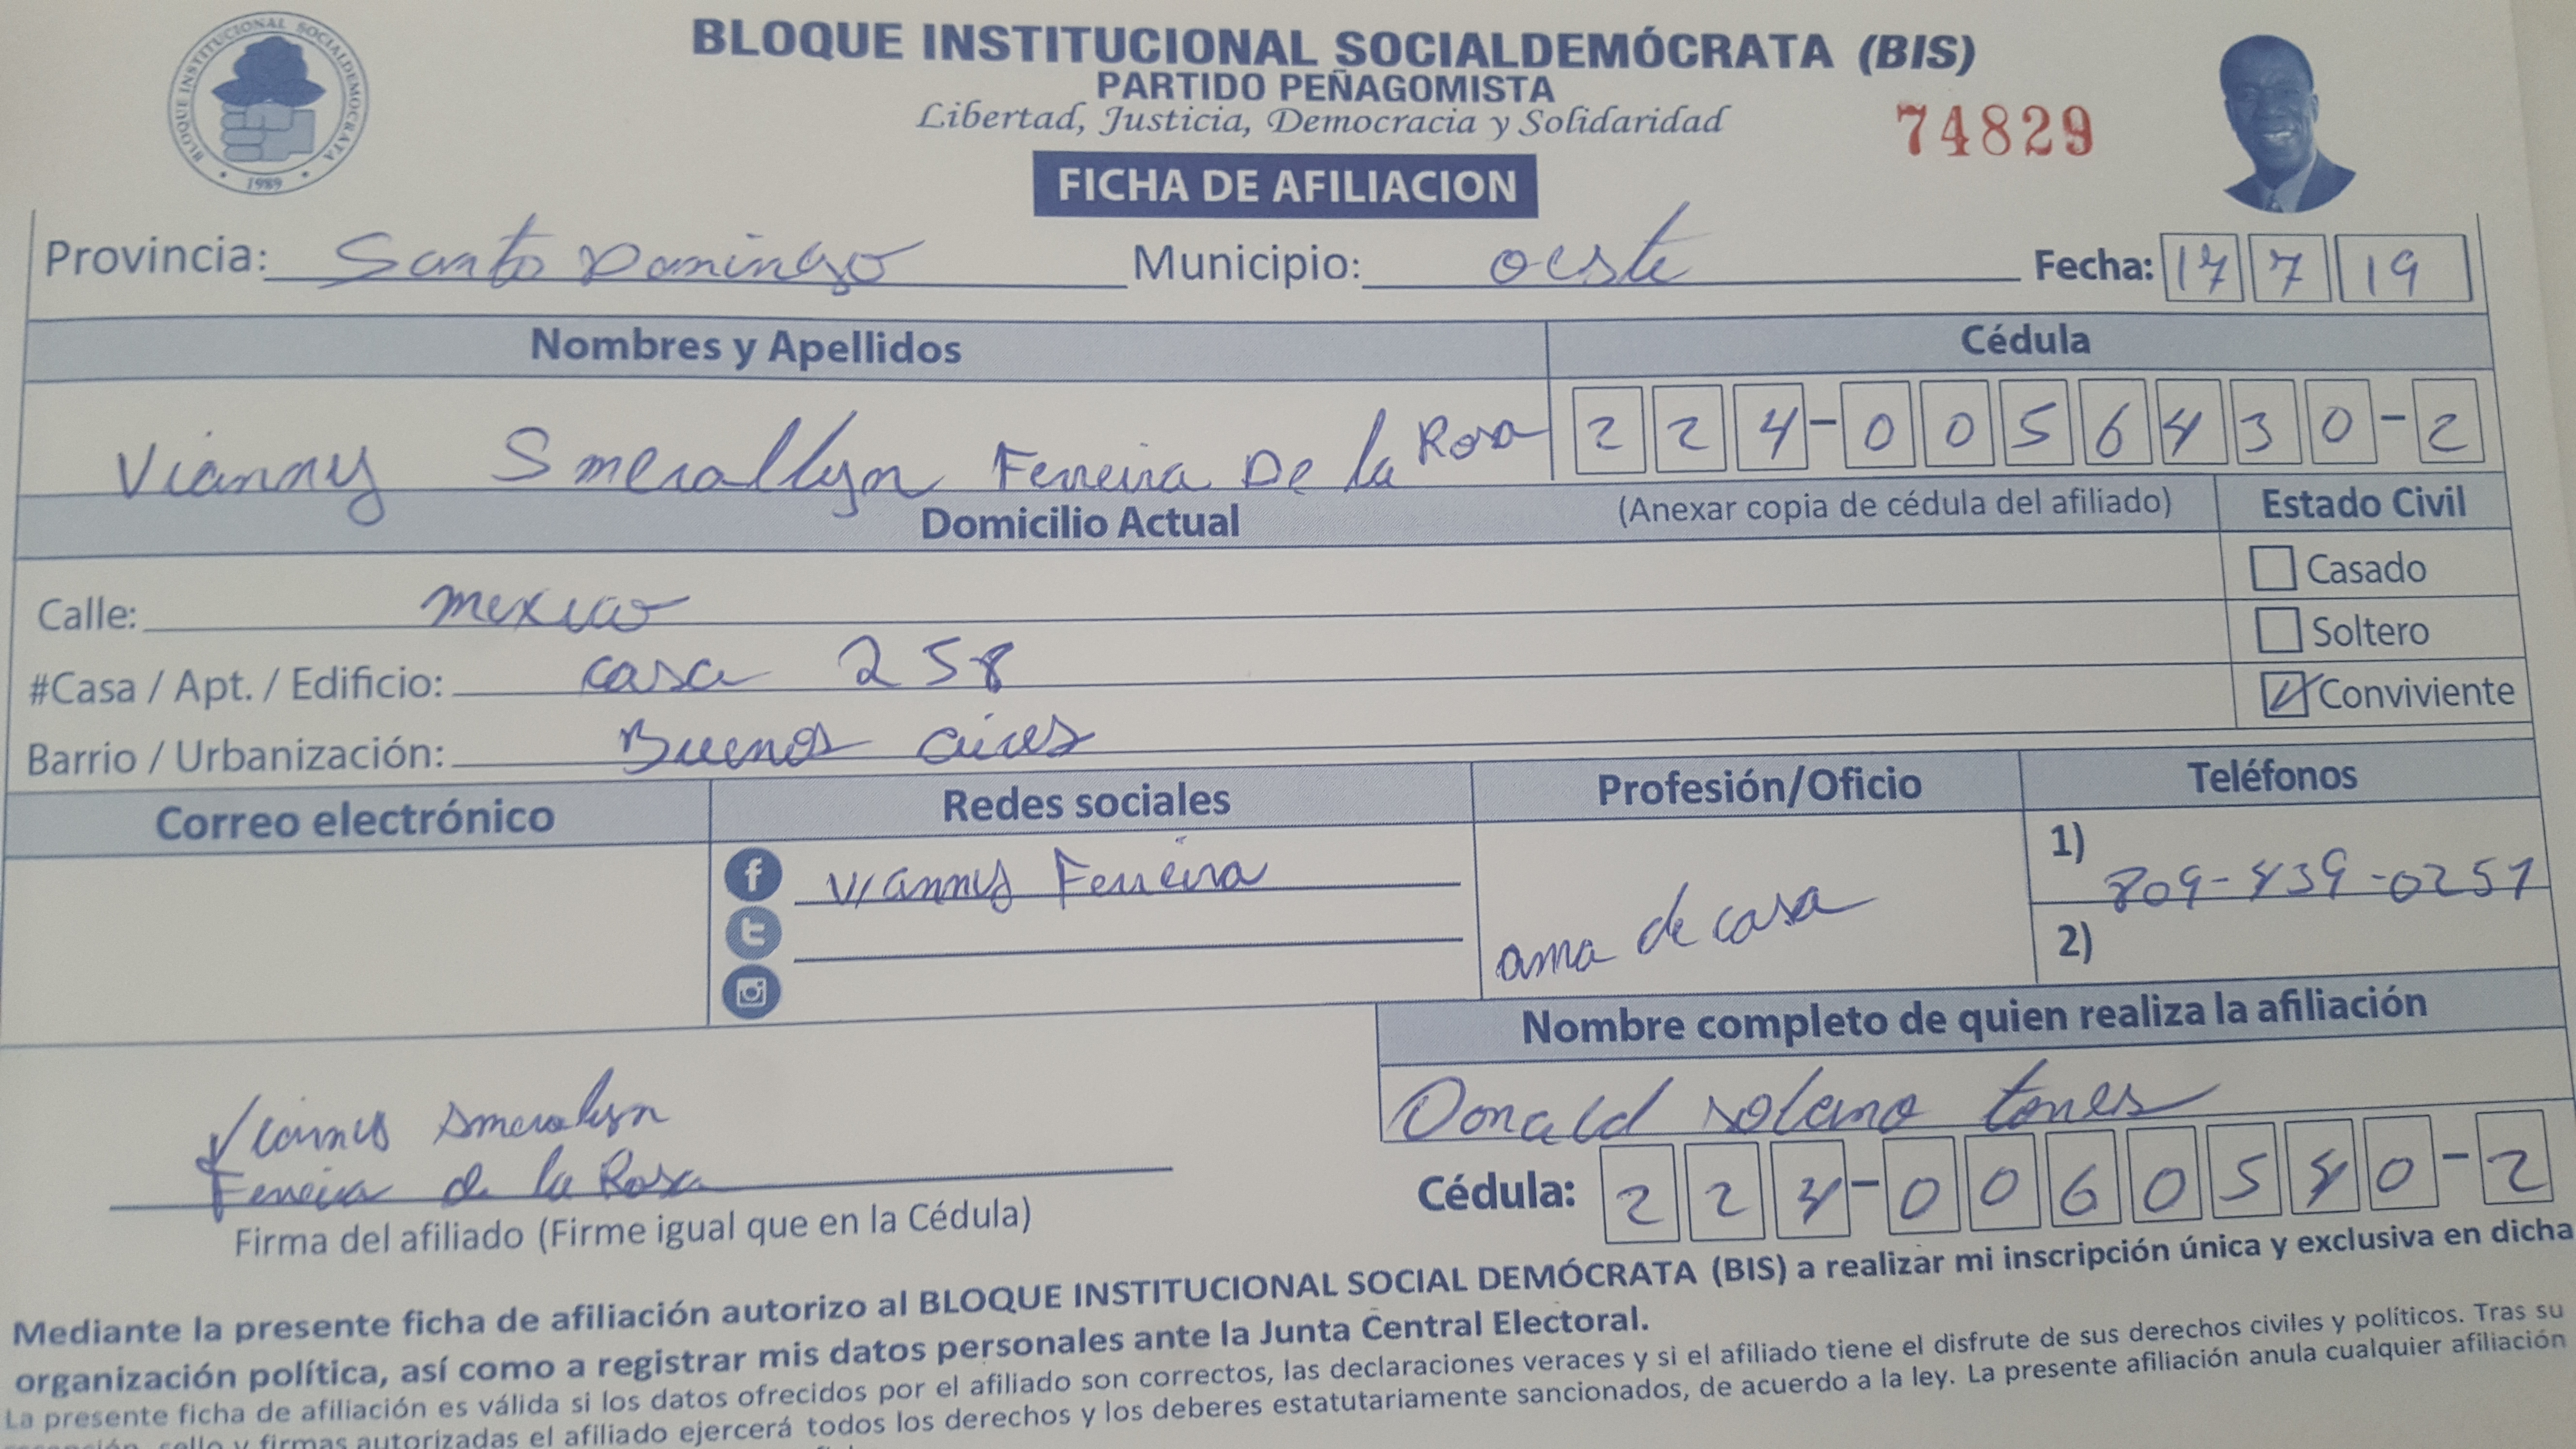 BLOQUE INSTITUCIONAL SOCIALDEMOCRATA
1989
BLOQUE INSTITUCIONAL SOCIALDEMÓCRATA (BIS)
PARTIDO PEÑAGOMISTA
Libertad, Justicia, Democracia y Solidaridad
74829
FICHA DE AFILIACION
Provincia: Santo Domingo Municipio: oeste Fecha: 17 7 19
Nombres y Apellidos Cédula
Vianny Smerallyn Ferreira De la Rosa 224-0056430-2
Domicilio Actual (Anexar copia de cédula del afiliado) Estado Civil
Casado
Calle: mexico
Soltero
#Casa / Apt. / Edificio: casa 258
Conviviente
Barrio / Urbanización: Buenos aires
Correo electrónico Redes sociales Profesión/Oficio Teléfonos
f Vianny Ferreira ama de casa 1) 809-439-0251
2)
Nombre completo de quien realiza la afiliación
Donald solano torres
Vianny Smeralyn
Ferreira de la Rosa
Cédula: 224-0060540-2
Firma del afiliado (Firme igual que en la Cédula)
Mediante la presente ficha de afiliación autorizo al BLOQUE INSTITUCIONAL SOCIAL DEMÓCRATA (BIS) a realizar mi inscripción única y exclusiva en dicha
organización política, así como a registrar mis datos personales ante la Junta Central Electoral.
La presente ficha de afiliación es válida si los datos ofrecidos por el afiliado son correctos, las declaraciones veraces y si el afiliado tiene el disfrute de sus derechos civiles y políticos. Tras su
sello y firmas autorizadas el afiliado ejercerá todos los derechos y los deberes estatutariamente sancionados, de acuerdo a la ley. La presente afiliación anula cualquier afiliación